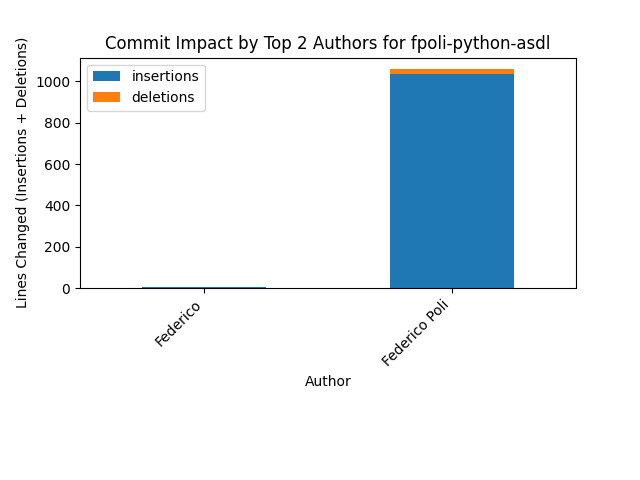 Commit Impact by Top 2 Authors for fpoli-python-asdl
Lines Changed (Insertions + Deletions)
1000
800
600
400
200
0
insertions
deletions
Federico
Federico Poli
Author